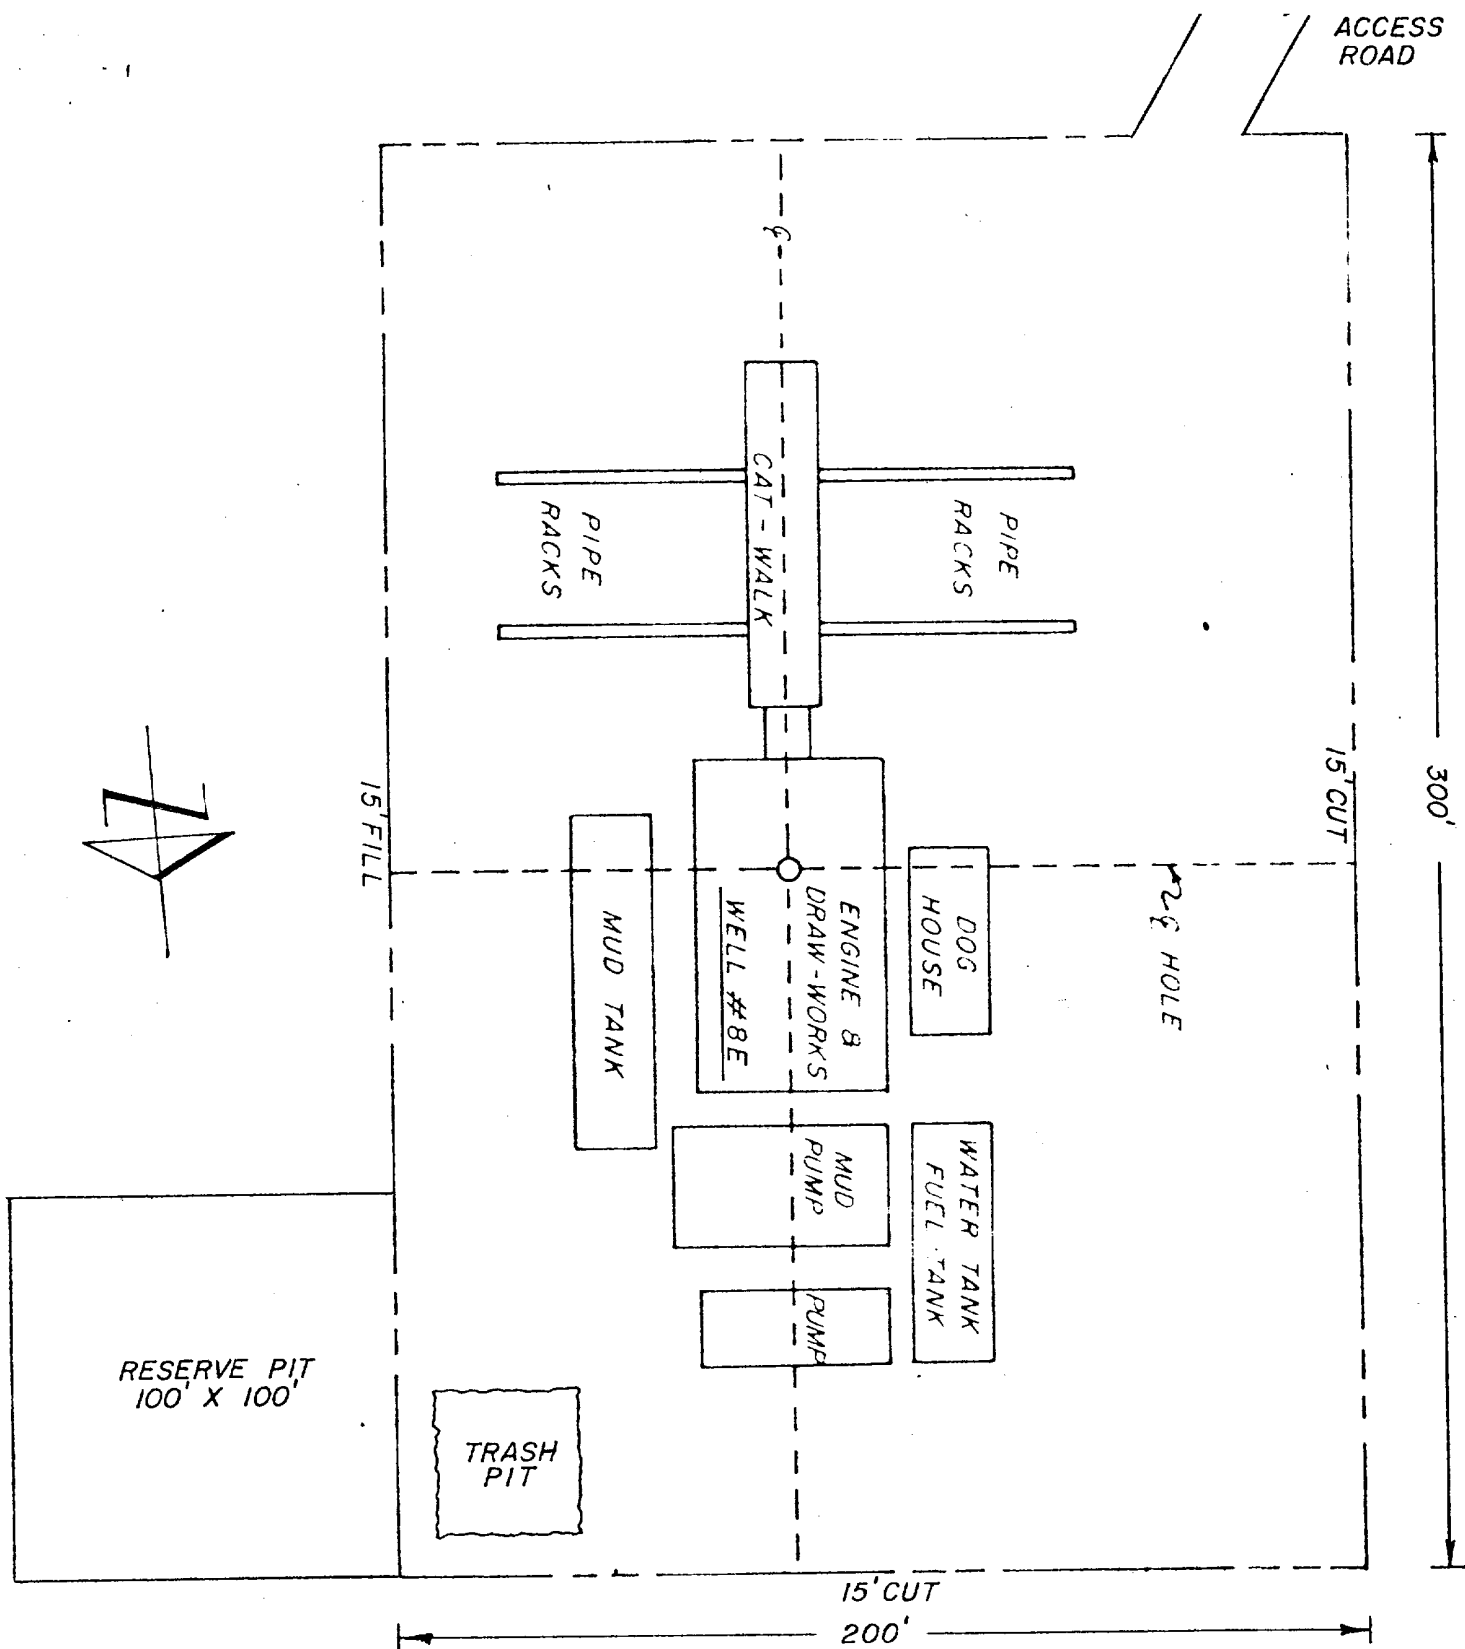 ACCESS
ROAD
℄
CAT-WALK
PIPE
RACKS
PIPE
RACKS
15' CUT
300'
15' FILL
N
ENGINE &
DRAW-WORKS
WELL #8E
DOG
HOUSE
℄ HOLE
MUD TANK
MUD
PUMP
WATER TANK
FUEL TANK
PUMP
RESERVE PIT
100' X 100'
TRASH
PIT
15' CUT
200'